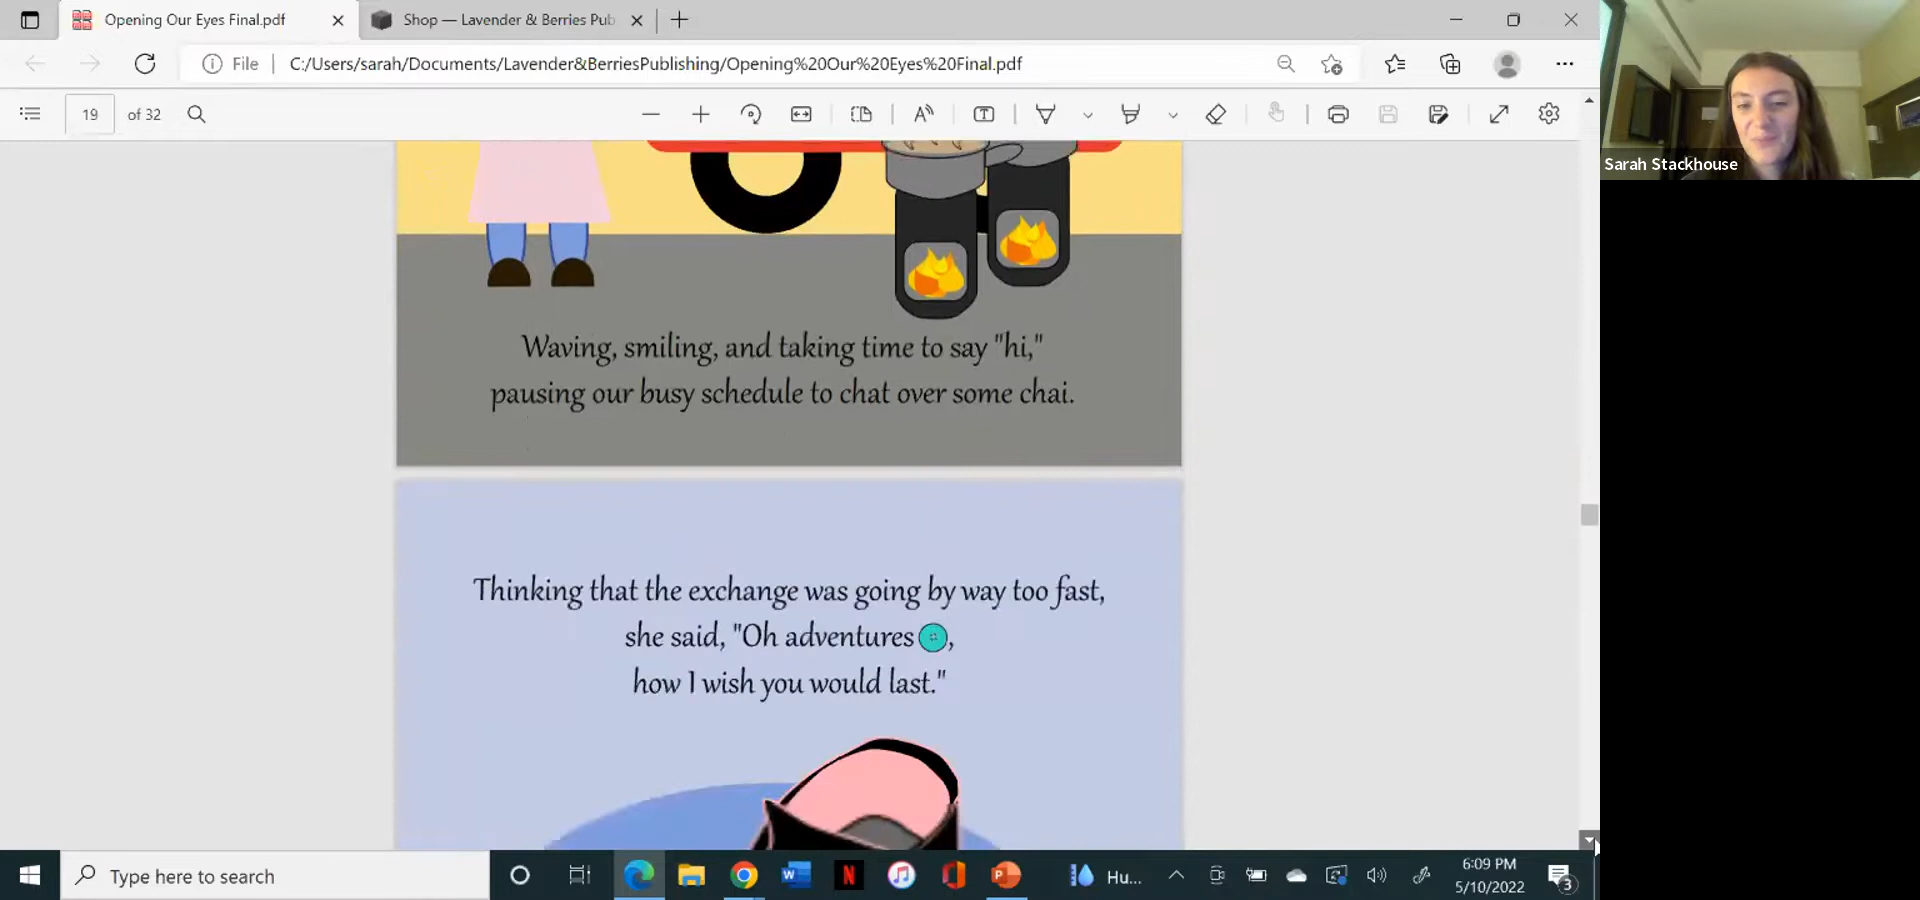 Opening Our Eyes Final.pdf
Shop — Lavender & Berries Pub
File
C:/Users/sarah/Documents/Lavender&BerriesPublishing/Opening%20Our%20Eyes%20Final.pdf
19 of 32
Sarah Stackhouse
Waving, smiling, and taking time to say "hi,"
pausing our busy schedule to chat over some chai.
Thinking that the exchange was going by way too fast,
she said, "Oh adventures ,
how I wish you would last."
Type here to search
Hu...
6:09 PM
5/10/2022
3